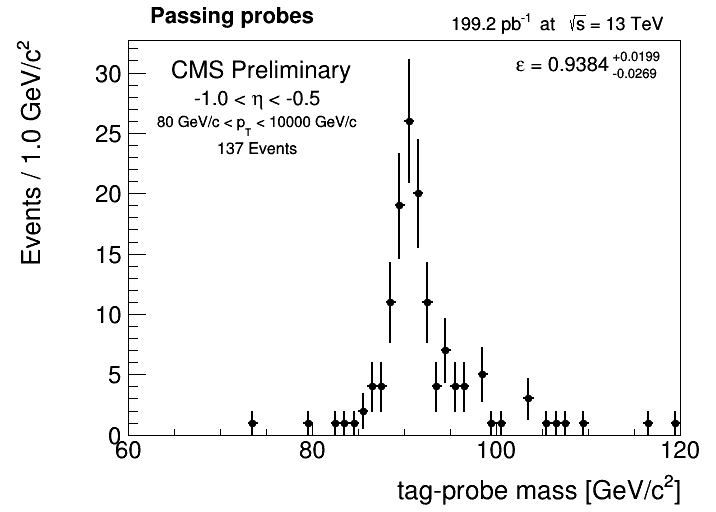 Passing probes
199.2 pb⁻¹ at √s = 13 TeV
CMS Preliminary
ε = 0.9384 +0.0199 -0.0269
-1.0 < η < -0.5
80 GeV/c < p_T < 10000 GeV/c
137 Events
Events / 1.0 GeV/c²
30
25
20
15
10
5
0
60 80 100 120
tag-probe mass [GeV/c²]